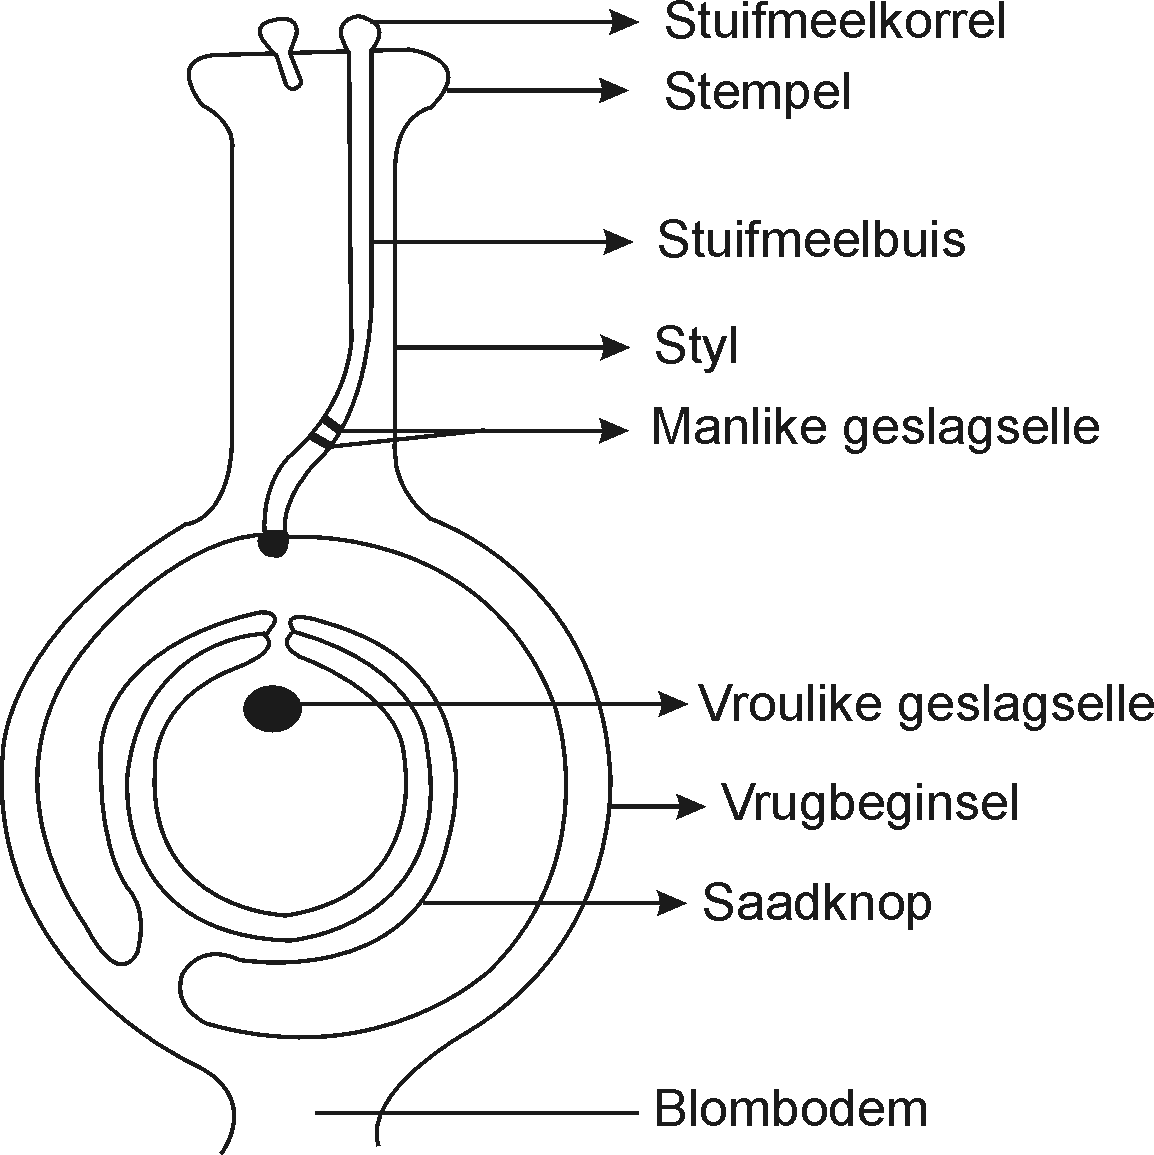 Stuifmeelkorrel
Stempel
Stuifmeelbuis
Styl
Manlike geslagselle
Vroulike geslagselle
Vrugbeginsel
Saadknop
Blombodem